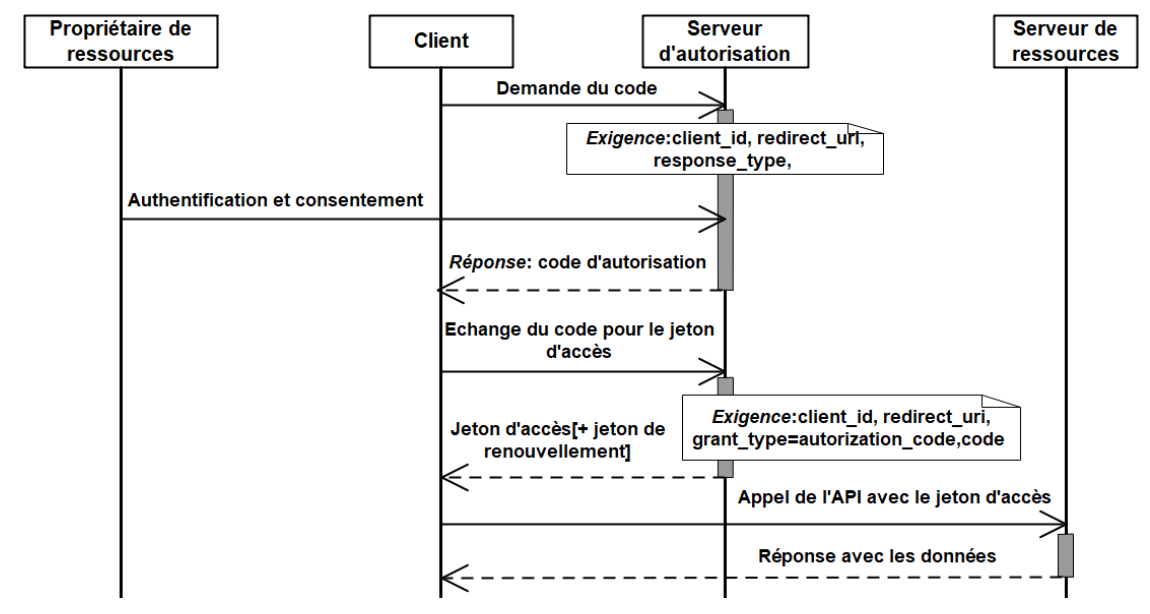 Propriétaire de
ressources
Client
Serveur
d'autorisation
Serveur de
ressources
Demande du code
Exigence:client_id, redirect_uri,
response_type,
Authentification et consentement
Réponse: code d'autorisation
Echange du code pour le jeton
d'accès
Exigence:client_id, redirect_uri,
grant_type=autorization_code,code
Jeton d'accès[+ jeton de
renouvellement]
Appel de l'API avec le jeton d'accès
Réponse avec les données